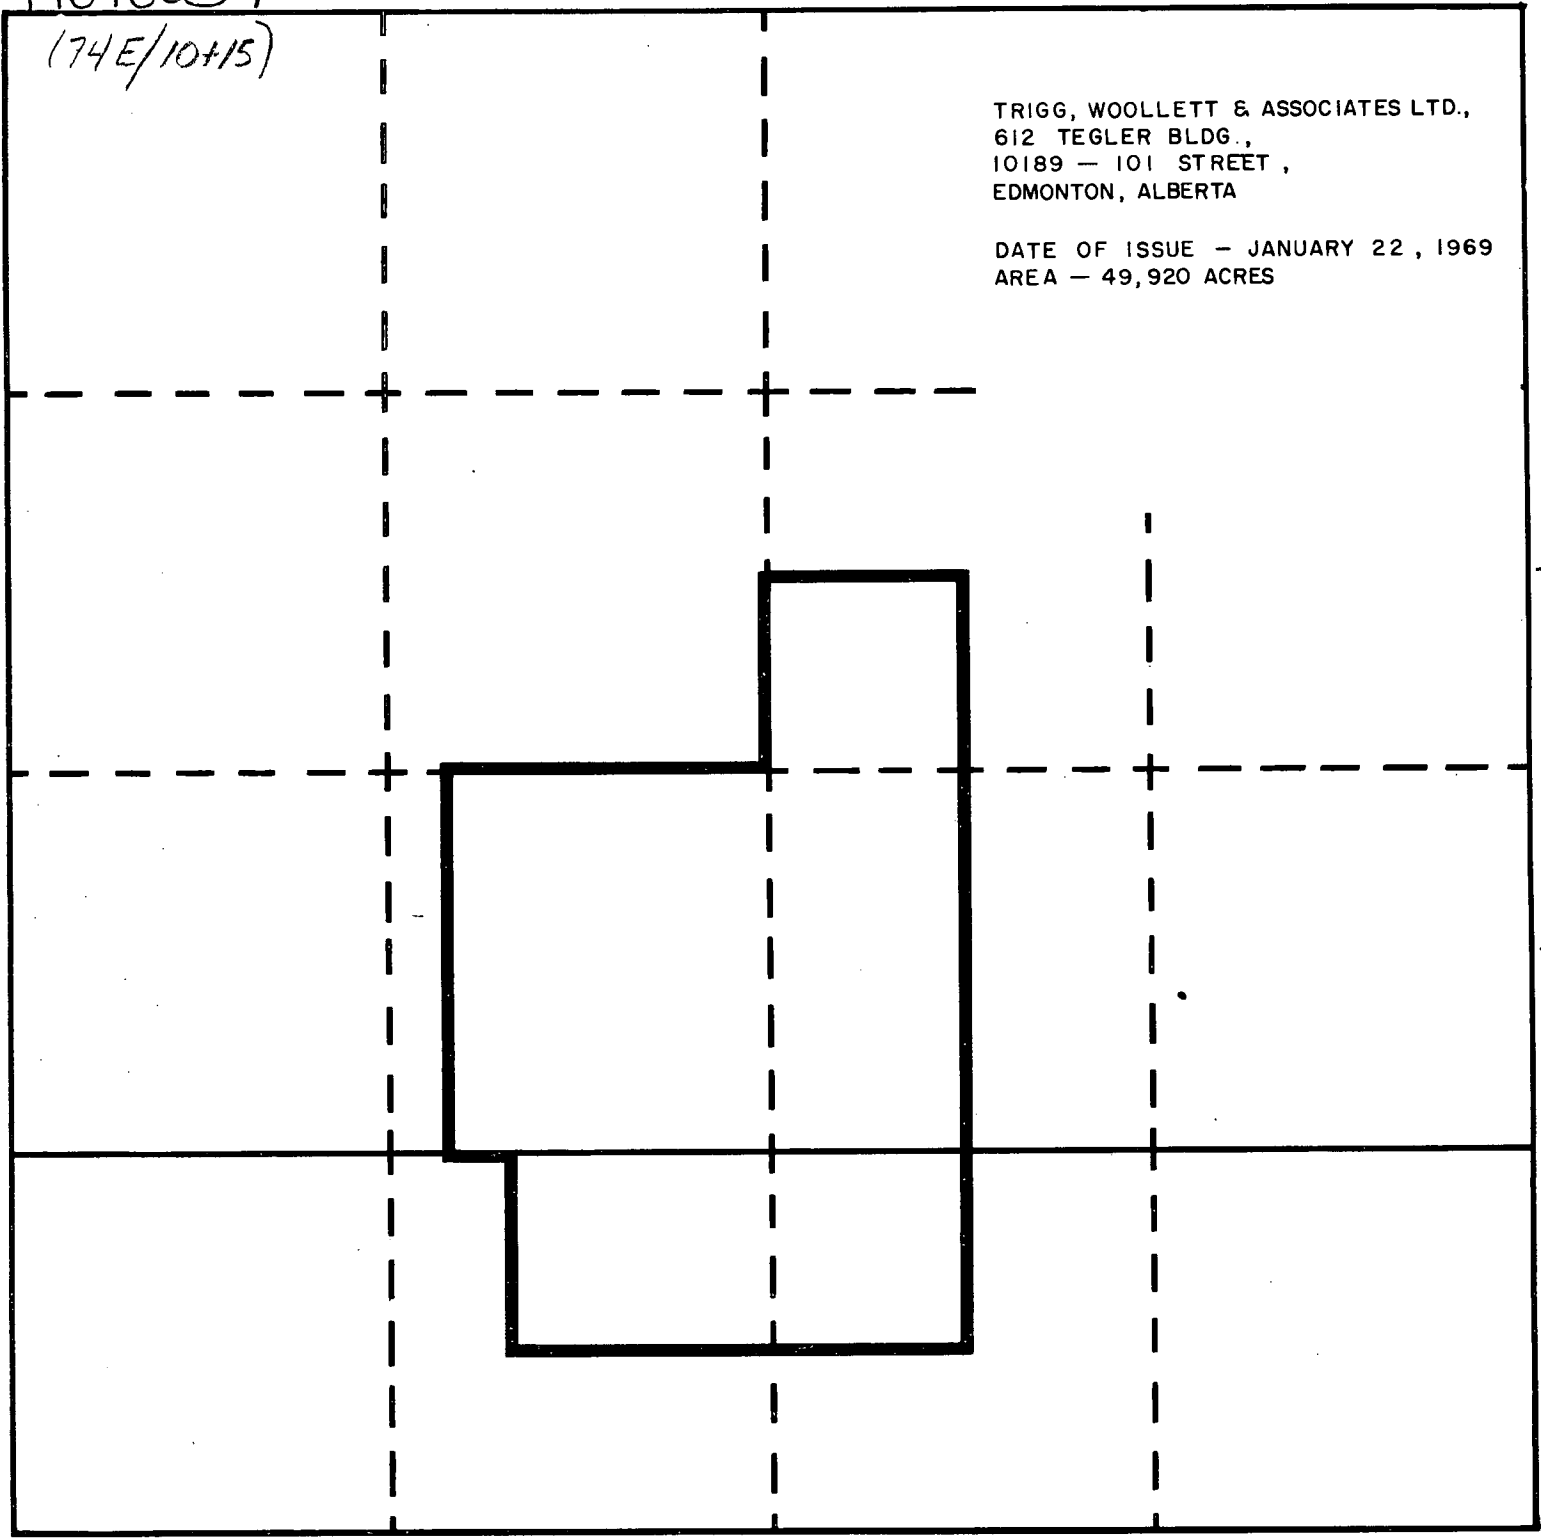 (74E/10+15)
TRIGG, WOOLLETT & ASSOCIATES LTD.,
612 TEGLER BLDG.,
10189 — 101 STREET,
EDMONTON, ALBERTA
DATE OF ISSUE — JANUARY 22, 1969
AREA — 49,920 ACRES